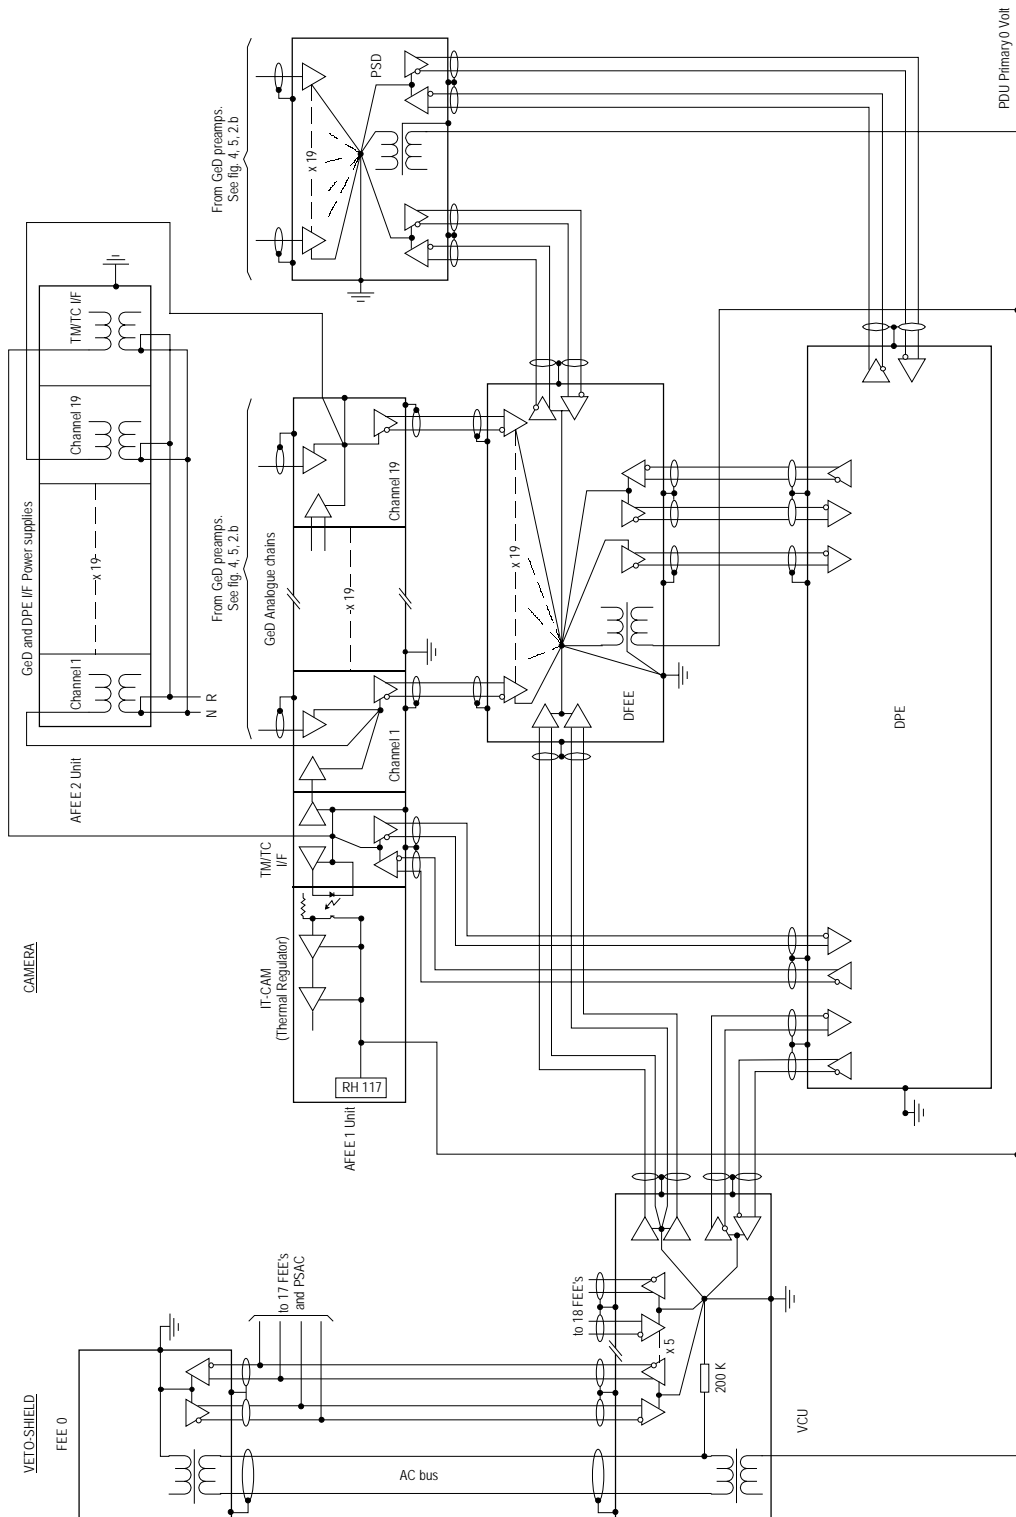 PDU Primary 0 Volt
From GeD preamps.
See fig. 4, 5, 2.b
PSD
x 19
GeD and DPE I/F Power supplies
Channel 1
x 19
Channel 19
TM/TC I/F
N R
AFEE 2 Unit
From GeD preamps.
See fig. 4, 5, 2.b
GeD Analogue chains
Channel 1
x 19
Channel 19
TM/TC
I/F
IT-CAM
(Thermal Regulator)
RH 117
AFEE 1 Unit
CAMERA
x 19
DFEE
DPE
VETO-SHIELD
FEE 0
to 17 FEE's
and PSAC
AC bus
to 18 FEE's
x 5
200 K
VCU